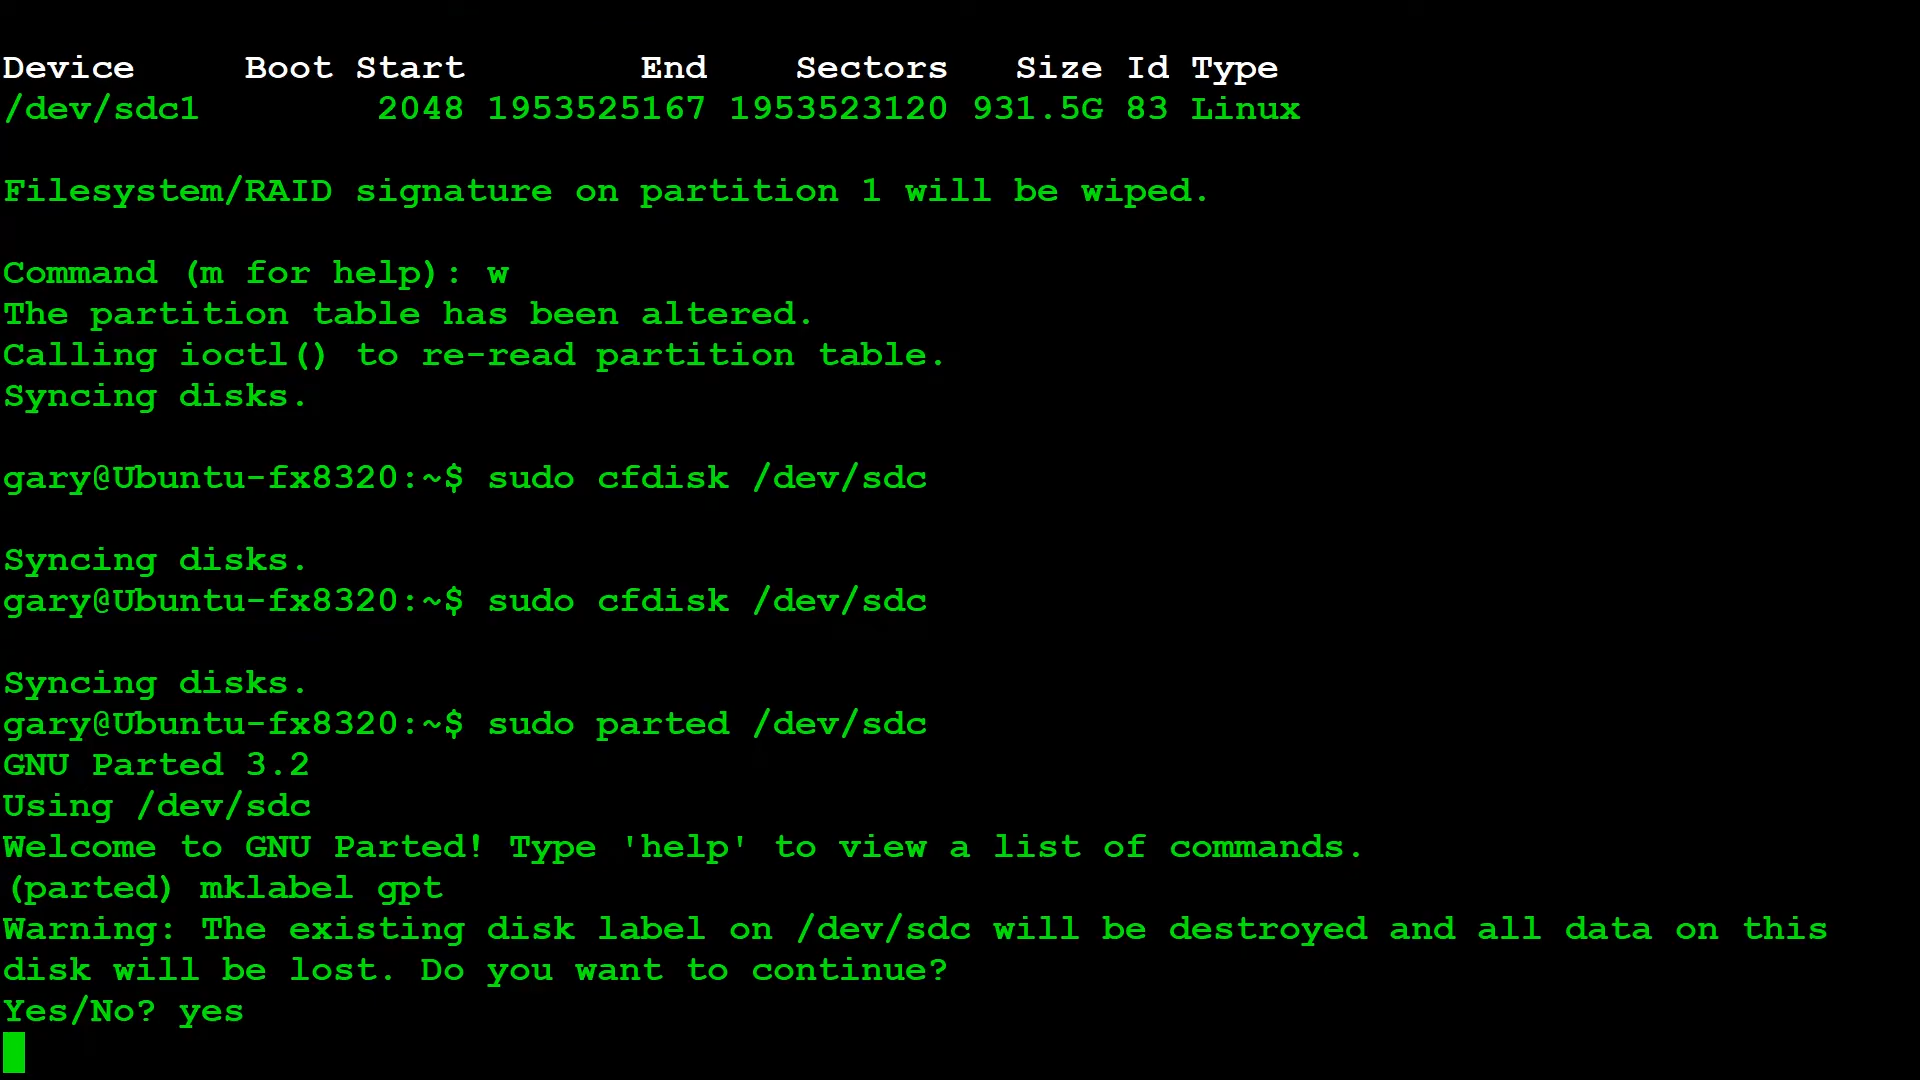 Device     Boot Start        End    Sectors   Size Id Type
/dev/sdc1        2048 1953525167 1953523120 931.5G 83 Linux
Filesystem/RAID signature on partition 1 will be wiped.
Command (m for help): w
The partition table has been altered.
Calling ioctl() to re-read partition table.
Syncing disks.
gary@Ubuntu-fx8320:~$ sudo cfdisk /dev/sdc
Syncing disks.
gary@Ubuntu-fx8320:~$ sudo cfdisk /dev/sdc
Syncing disks.
gary@Ubuntu-fx8320:~$ sudo parted /dev/sdc
GNU Parted 3.2
Using /dev/sdc
Welcome to GNU Parted! Type 'help' to view a list of commands.
(parted) mklabel gpt
Warning: The existing disk label on /dev/sdc will be destroyed and all data on this
disk will be lost. Do you want to continue?
Yes/No? yes